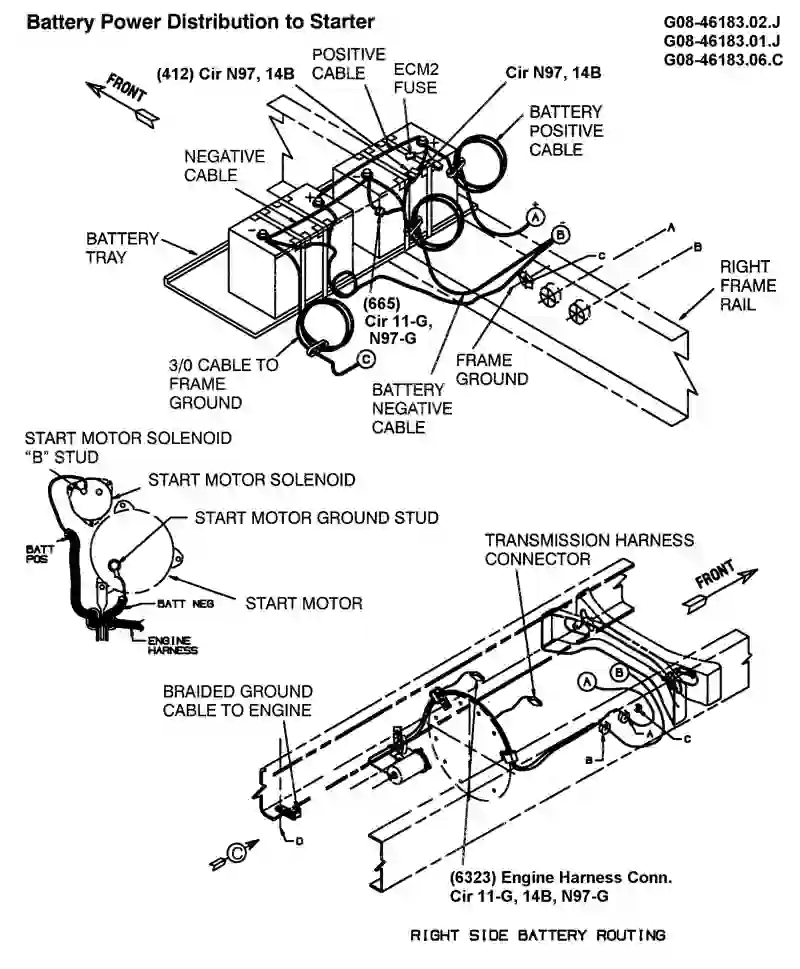 Battery Power Distribution to Starter
G08-46183.02.J
G08-46183.01.J
G08-46183.06.C
FRONT
(412) Cir N97, 14B
POSITIVE
CABLE
ECM2
FUSE
Cir N97, 14B
BATTERY
POSITIVE
CABLE
NEGATIVE
CABLE
BATTERY
TRAY
+
A
-
B
C
A
B
RIGHT
FRAME
RAIL
(665)
Cir 11-G,
N97-G
C
3/0 CABLE TO
FRAME
GROUND
FRAME
GROUND
BATTERY
NEGATIVE
CABLE
START MOTOR SOLENOID
"B" STUD
START MOTOR SOLENOID
START MOTOR GROUND STUD
BATT
POS
BATT NEG
START MOTOR
ENGINE
HARNESS
TRANSMISSION HARNESS
CONNECTOR
FRONT
BRAIDED GROUND
CABLE TO ENGINE
A
B
A
B
C
D
C
(6323) Engine Harness Conn.
Cir 11-G, 14B, N97-G
RIGHT SIDE BATTERY ROUTING